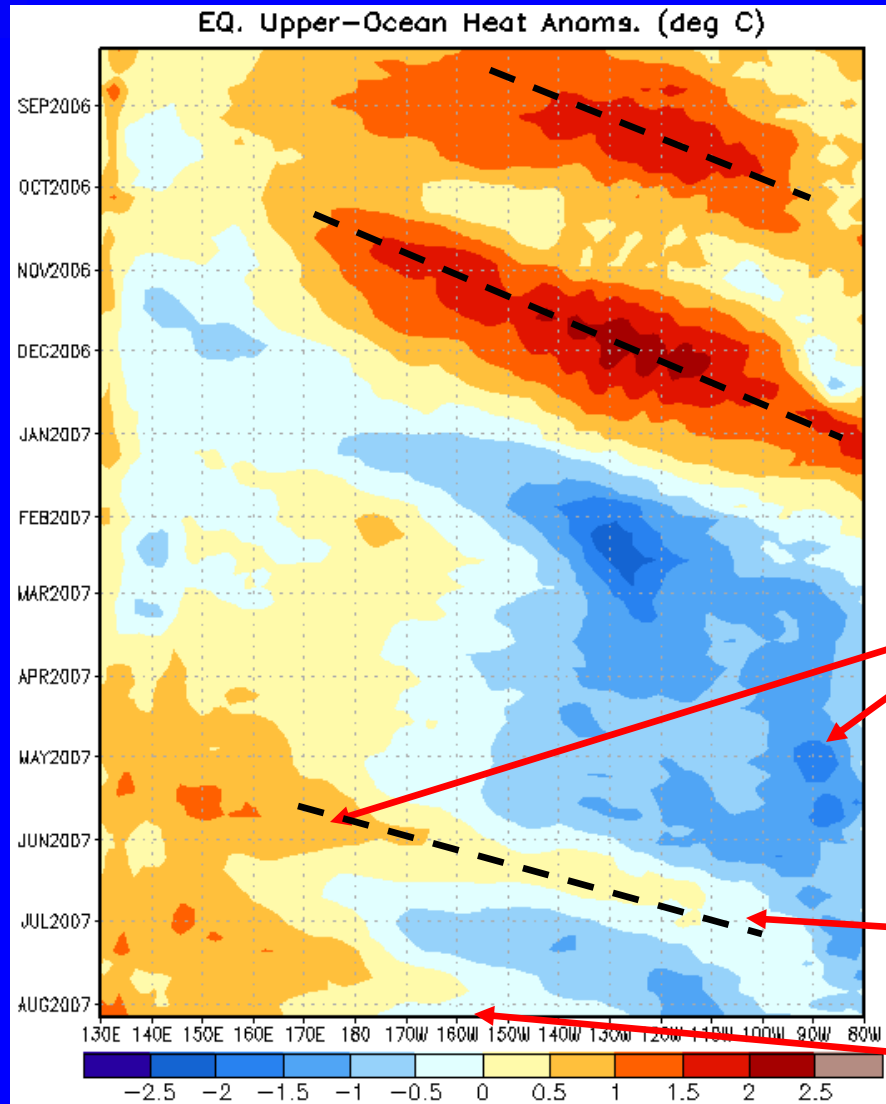 EQ. Upper-Ocean Heat Anoms. (deg C)
SEP2006
OCT2006
NOV2006
DEC2006
JAN2007
FEB2007
MAR2007
APR2007
MAY2007
JUN2007
JUL2007
AUG2007
130E 140E 150E 160E 170E 180 170W 160W 150W 140W 130W 120W 110W 100W 90W 80W
-2.5 -2 -1.5 -1 -0.5 0 0.5 1 1.5 2 2.5